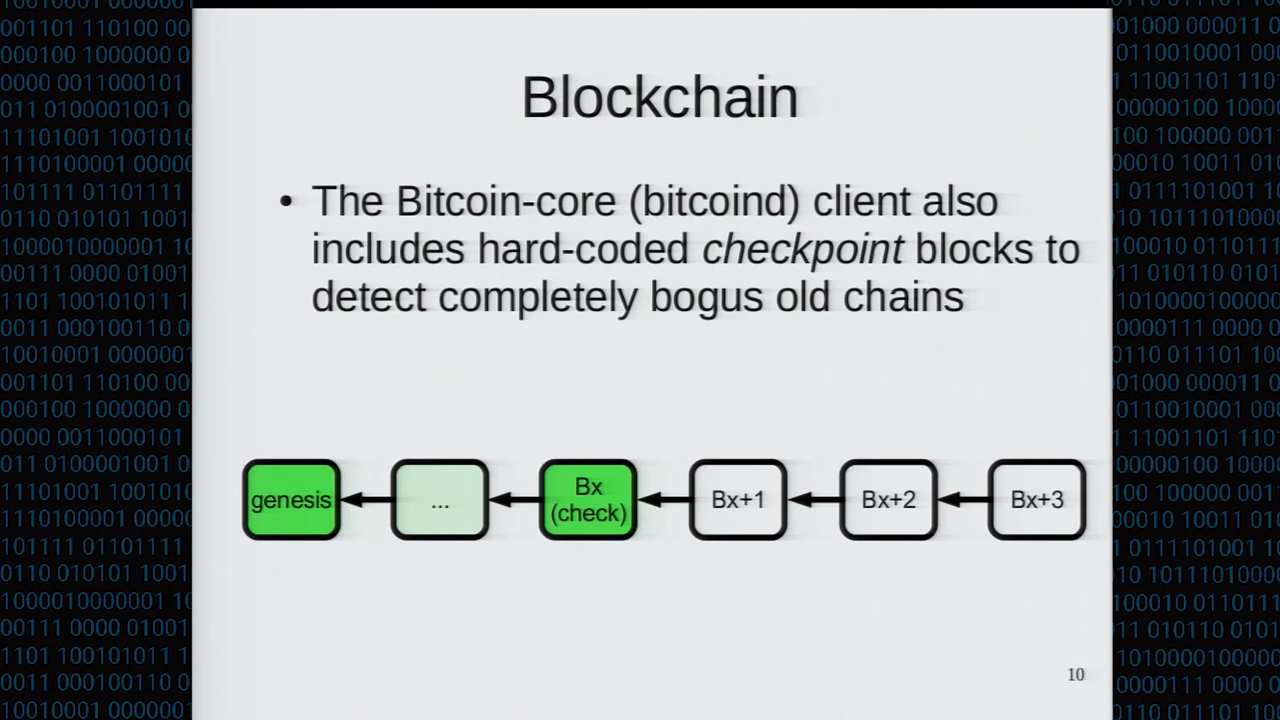 Blockchain
• The Bitcoin-core (bitcoind) client also
includes hard-coded checkpoint blocks to
detect completely bogus old chains
genesis
...
Bx
(check)
Bx+1
Bx+2
Bx+3
10